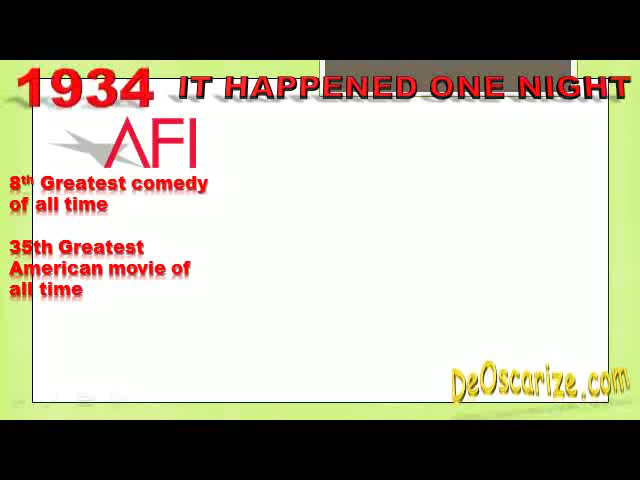 1934 IT HAPPENED ONE NIGHT
AFI
8th Greatest comedy
of all time
35th Greatest
American movie of
all time
DeOscarize.com